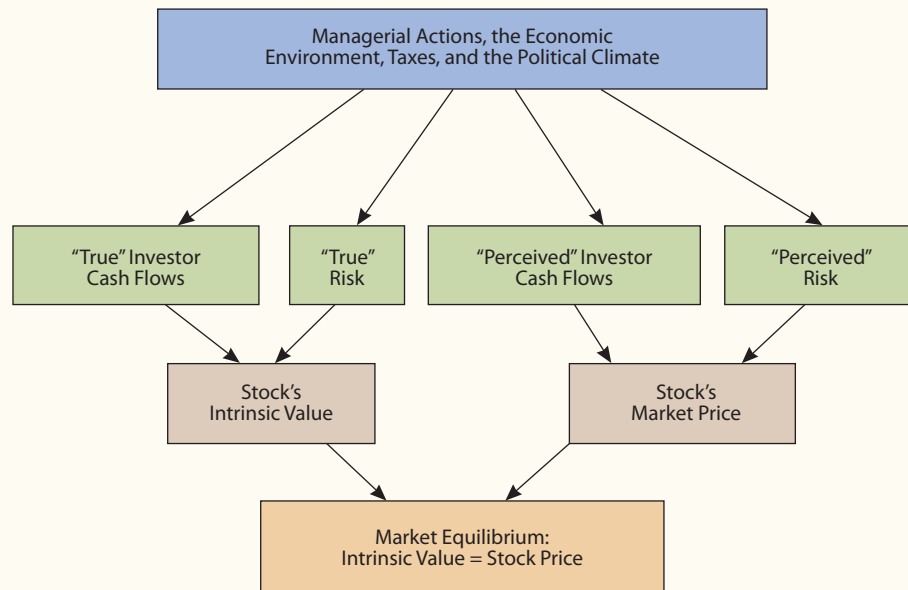 Managerial Actions, the Economic
Environment, Taxes, and the Political Climate
“True” Investor
Cash Flows
“True”
Risk
“Perceived” Investor
Cash Flows
“Perceived”
Risk
Stock’s
Intrinsic Value
Stock’s
Market Price
Market Equilibrium:
Intrinsic Value = Stock Price